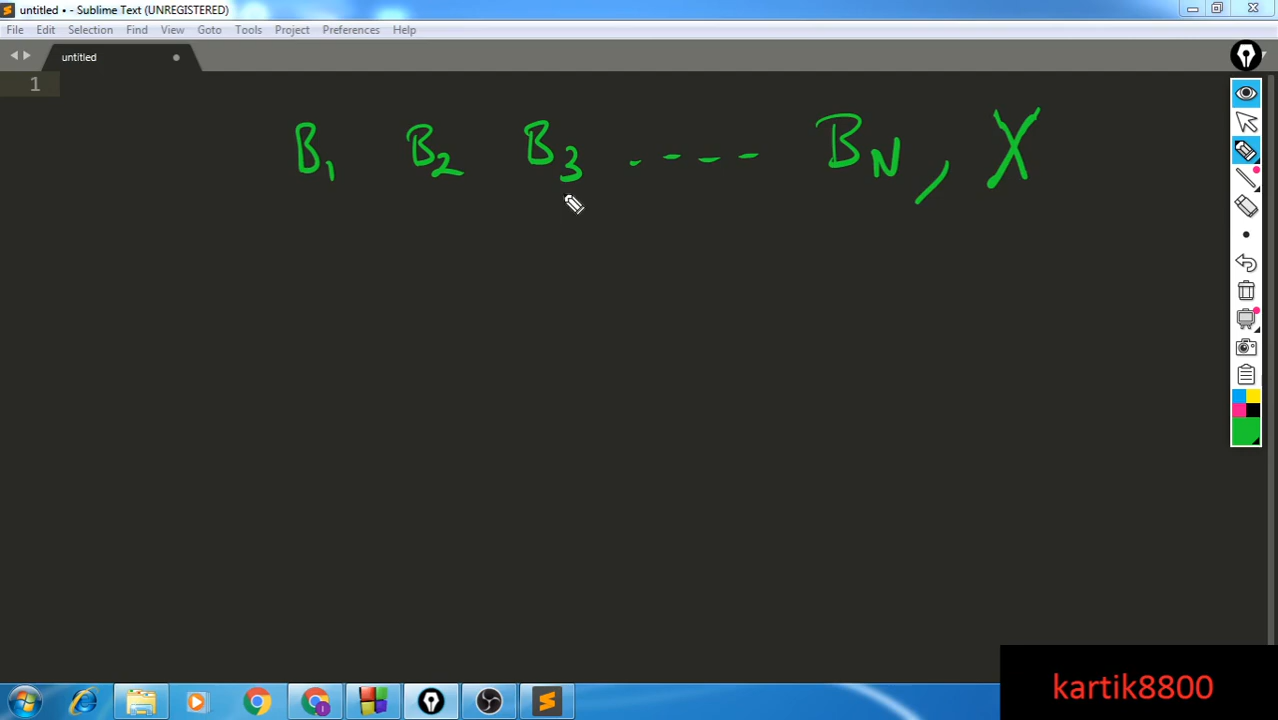 untitled • - Sublime Text (UNREGISTERED)
File Edit Selection Find View Goto Tools Project Preferences Help
untitled
1
B₁ B₂ B₃ . - - - - B_N , X
kartik8800